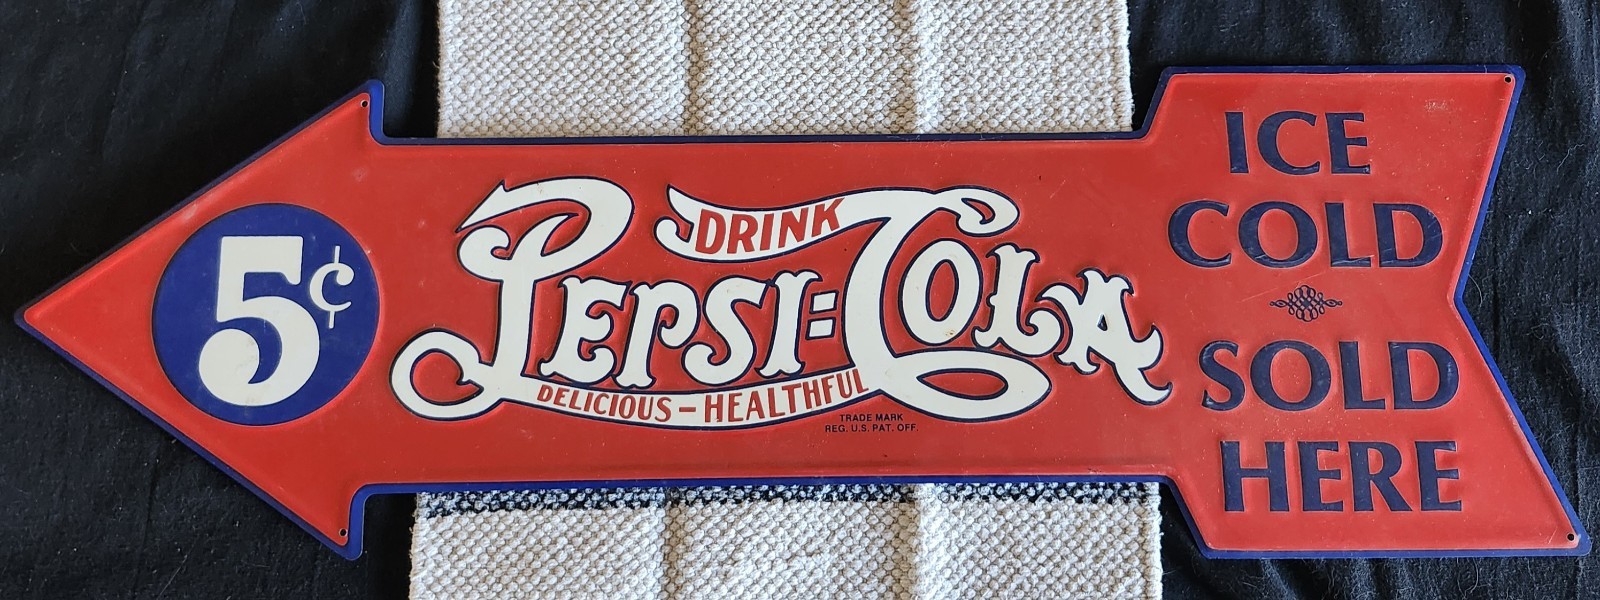 5¢
DRINK
PEPSI:COLA
DELICIOUS-HEALTHFUL
TRADE MARK
REG. U.S. PAT. OFF.
ICE
COLD
SOLD
HERE